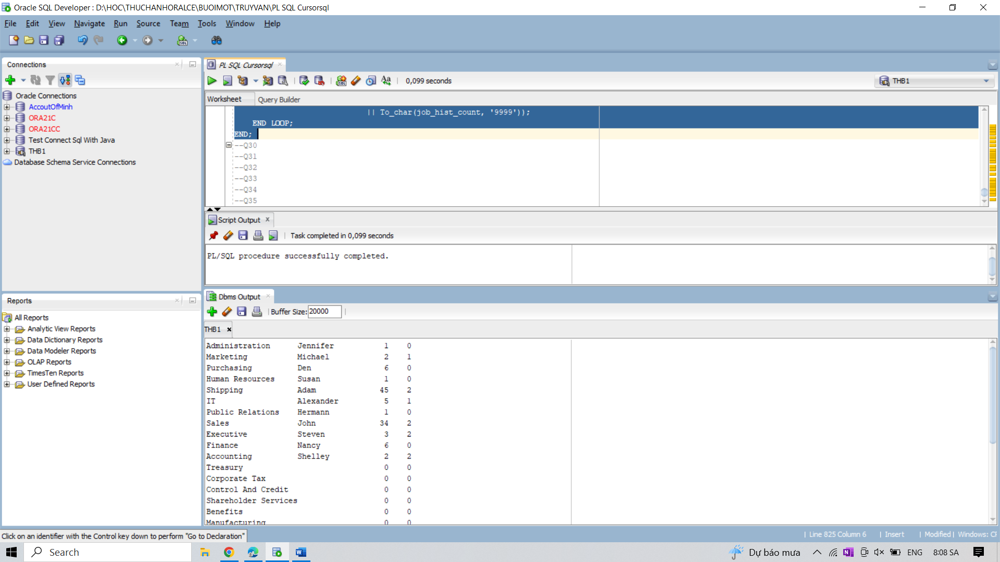 Oracle SQL Developer : D:\HOC\THUCHANHORALCE\BUOIMOT\TRUYVAN\PL SQL Cursorsql
File Edit View Navigate Run Source Team Tools Window Help
Connections
Oracle Connections
AccoutOfMinh
ORA21C
ORA21CC
Test Connect Sql With Java
THB1
Database Schema Service Connections
Reports
All Reports
Analytic View Reports
Data Dictionary Reports
Data Modeler Reports
OLAP Reports
TimesTen Reports
User Defined Reports
PL SQL Cursorsql
0,099 seconds
THB1
Worksheet Query Builder
|| To_char(job_hist_count, '9999'));
END LOOP;
END;
--Q30
--Q31
--Q32
--Q33
--Q34
--Q35
Script Output
Task completed in 0,099 seconds
PL/SQL procedure successfully completed.
Dbms Output
Buffer Size: 20000
THB1
Administration Jennifer 1 0
Marketing Michael 2 1
Purchasing Den 6 0
Human Resources Susan 1 0
Shipping Adam 45 2
IT Alexander 5 1
Public Relations Hermann 1 0
Sales John 34 2
Executive Steven 3 2
Finance Nancy 6 0
Accounting Shelley 2 2
Treasury 0 0
Corporate Tax 0 0
Control And Credit 0 0
Shareholder Services 0 0
Benefits 0 0
Manufacturing 0 0
Click on an identifier with the Control key down to perform "Go to Declaration"
Line 825 Column 6 | Insert | Modified | Windows: CF
Search
Dự báo mưa
ENG
8:08 SA